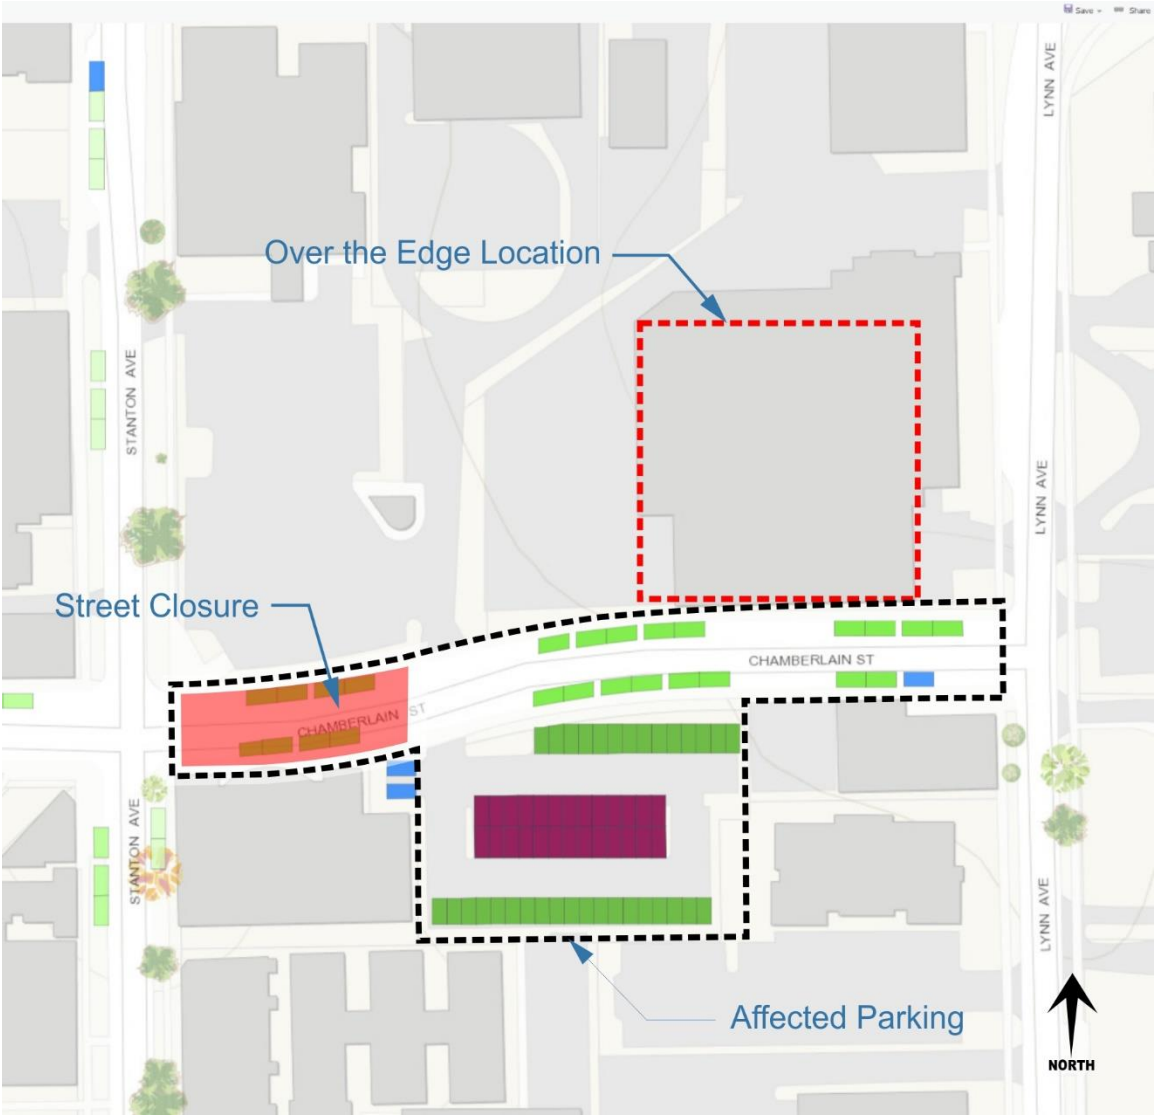 Save
Share
LYNN AVE
Over the Edge Location
STANTON AVE
LYNN AVE
Street Closure
CHAMBERLAIN ST
CHAMBERLAIN ST
STANTON AVE
LYNN AVE
Affected Parking
NORTH